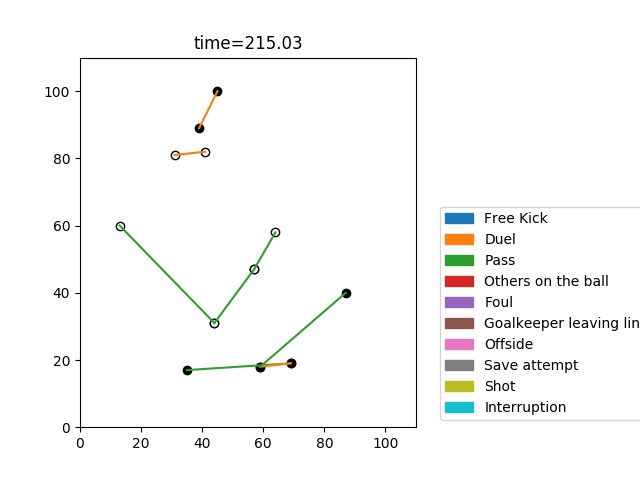 time=215.03
100
80
60
40
20
0
0 20 40 60 80 100
Free Kick
Duel
Pass
Others on the ball
Foul
Goalkeeper leaving lin
Offside
Save attempt
Shot
Interruption